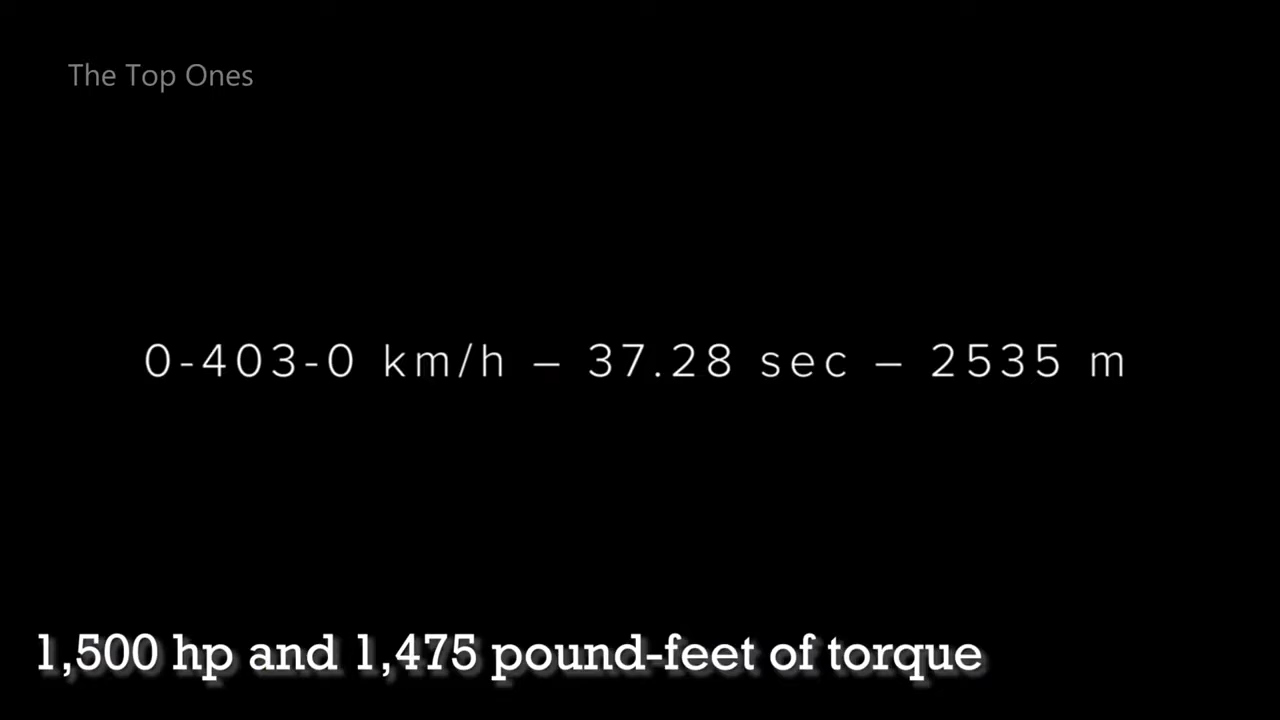 The Top Ones
0-403-0 km/h – 37.28 sec – 2535 m
1,500 hp and 1,475 pound-feet of torque